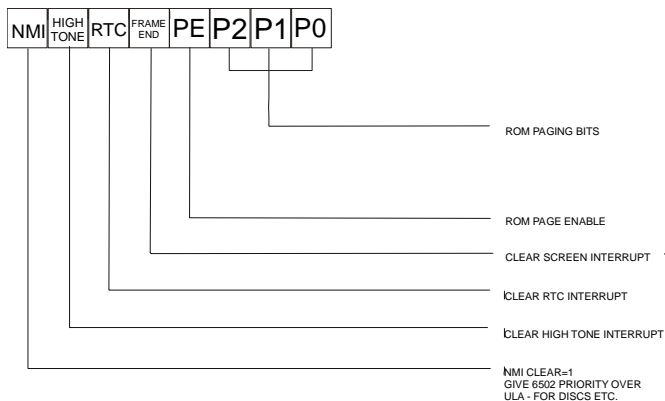 NMI HIGH TONE RTC FRAME END PE P2 P1 P0
ROM PAGING BITS
ROM PAGE ENABLE
CLEAR SCREEN INTERRUPT
CLEAR RTC INTERRUPT
CLEAR HIGH TONE INTERRUPT
NMI CLEAR=1
GIVE 6502 PRIORITY OVER
ULA - FOR DISCS ETC.